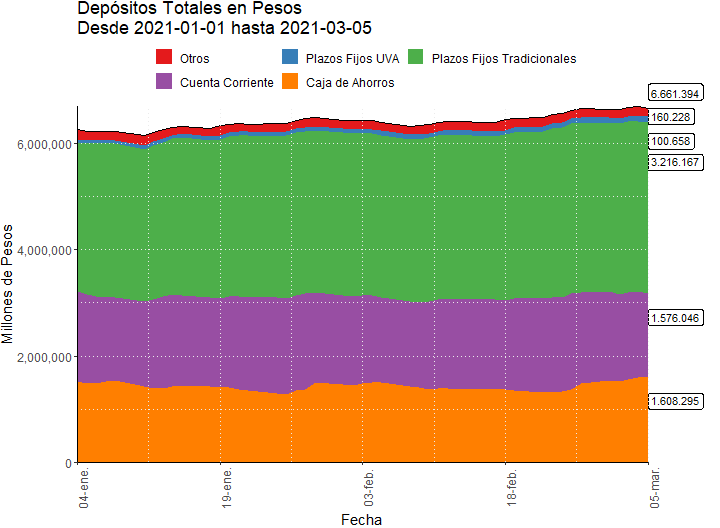 Depósitos Totales en Pesos
Desde 2021-01-01 hasta 2021-03-05
Otros
Plazos Fijos UVA
Plazos Fijos Tradicionales
Cuenta Corriente
Caja de Ahorros
6.661.394
160.228
100.658
3.216.167
1.576.046
1.608.295
6,000,000
4,000,000
2,000,000
0
Millones de Pesos
04-ene.
19-ene.
03-feb.
18-feb.
05-mar.
Fecha